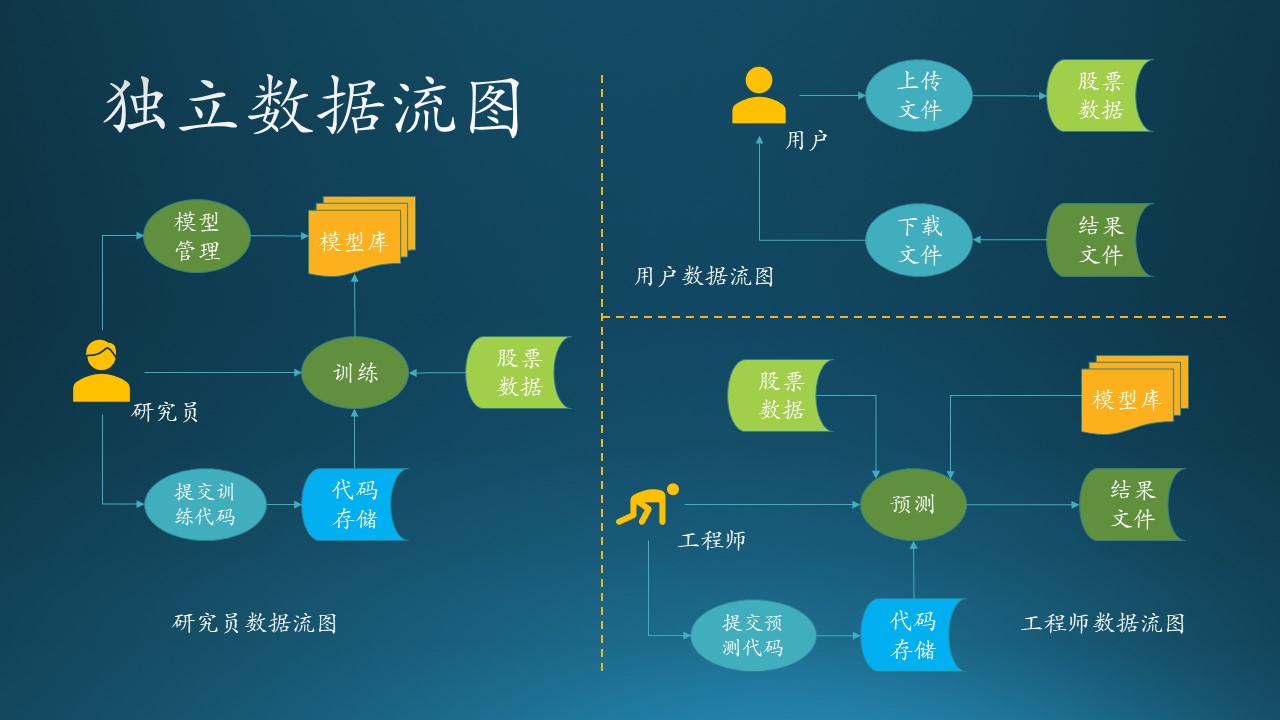 独立数据流图
模型
管理
模型库
训练
股票
数据
研究员
提交训
练代码
代码
存储
研究员数据流图
上传
文件
股票
数据
用户
下载
文件
结果
文件
用户数据流图
股票
数据
模型库
预测
结果
文件
工程师
提交预
测代码
代码
存储
工程师数据流图